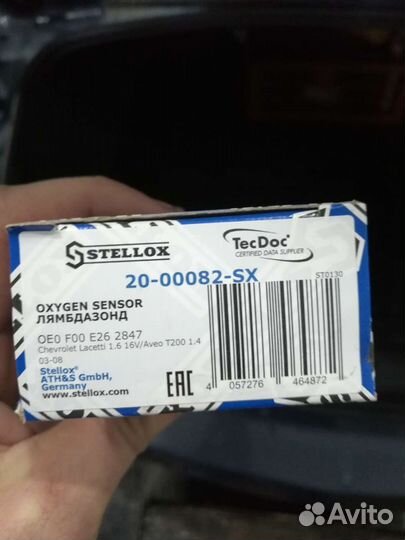 STELLOX
TecDoc
CERTIFIED DATA SUPPLIER
20-00082-SX
ST0130
OXYGEN SENSOR
ЛЯМБДАЗОНД
OE0 F00 E26 2847
Chevrolet Lacetti 1.6 16V/Aveo T200 1.4
03-08
Stellox®
ATH&S GmbH,
Germany
www.stellox.com
EAC
4 057276 464872
Avito